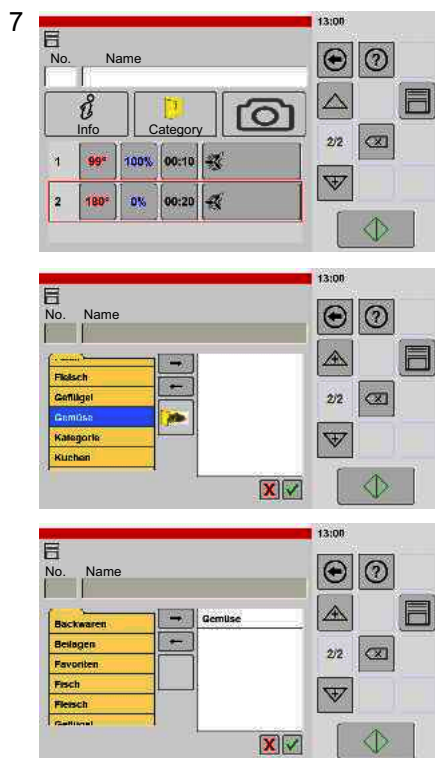 7
13:00
No. Name
Info Category
2/2
1 99° 100% 00:10
2 180° 0% 00:20
13:00
No. Name
Fleisch
Geflügel
2/2
Gemüse
Kategorie
Kuchen
13:00
No. Name
Backwaren Gemüse
Beilagen
2/2
Favoriten
Fisch
Fleisch
Geflügel